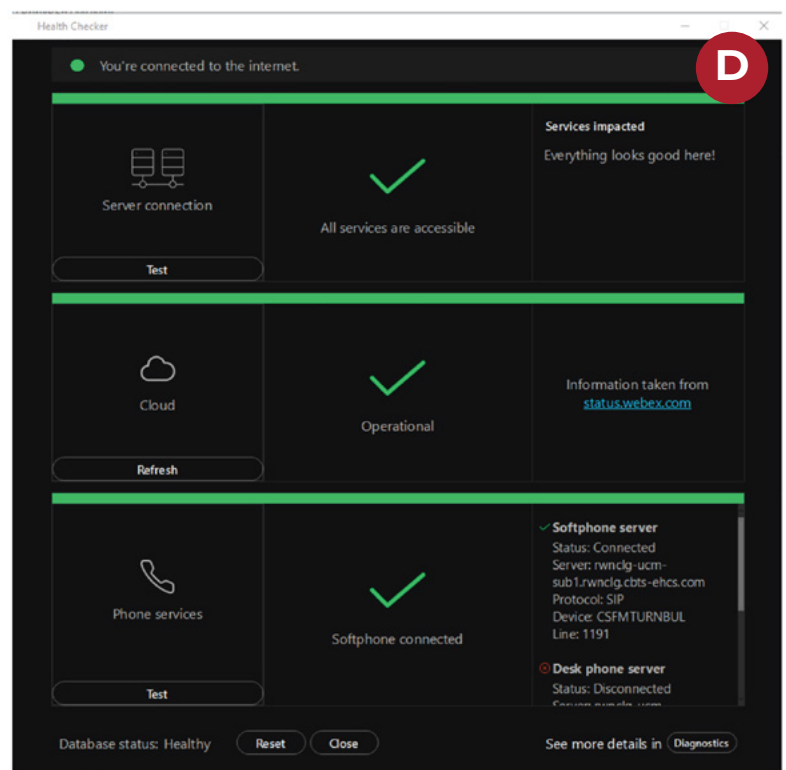 Health Checker
You're connected to the internet.
D
Server connection
Test
All services are accessible
Services impacted
Everything looks good here!
Cloud
Refresh
Operational
Information taken from
status.webex.com
Phone services
Test
Softphone connected
Softphone server
Status: Connected
Server: rwnclg-ucm-
sub1.rwnclg.cbts-ehcs.com
Protocol: SIP
Device: CSFMTURNBUL
Line: 1191
Desk phone server
Status: Disconnected
Database status: Healthy
Reset
Close
See more details in
Diagnostics